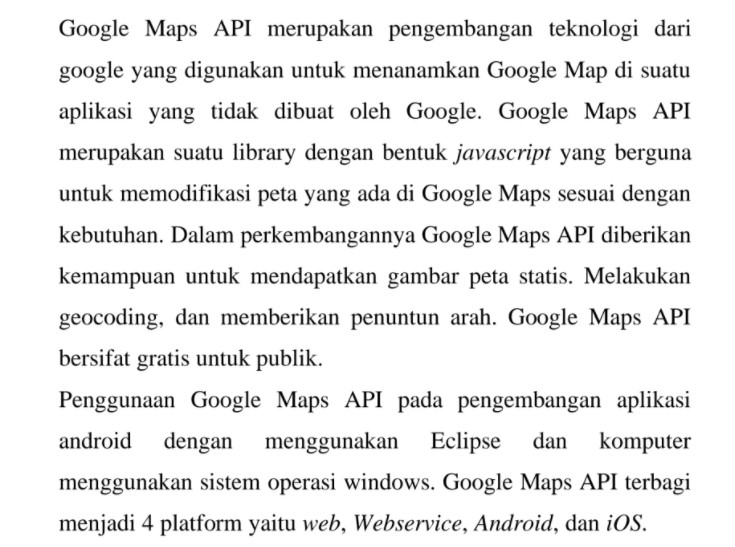 Google Maps API merupakan pengembangan teknologi dari
google yang digunakan untuk menanamkan Google Map di suatu
aplikasi yang tidak dibuat oleh Google. Google Maps API
merupakan suatu library dengan bentuk javascript yang berguna
untuk memodifikasi peta yang ada di Google Maps sesuai dengan
kebutuhan. Dalam perkembangannya Google Maps API diberikan
kemampuan untuk mendapatkan gambar peta statis. Melakukan
geocoding, dan memberikan penuntun arah. Google Maps API
bersifat gratis untuk publik.
Penggunaan Google Maps API pada pengembangan aplikasi
android dengan menggunakan Eclipse dan komputer
menggunakan sistem operasi windows. Google Maps API terbagi
menjadi 4 platform yaitu web, Webservice, Android, dan iOS.